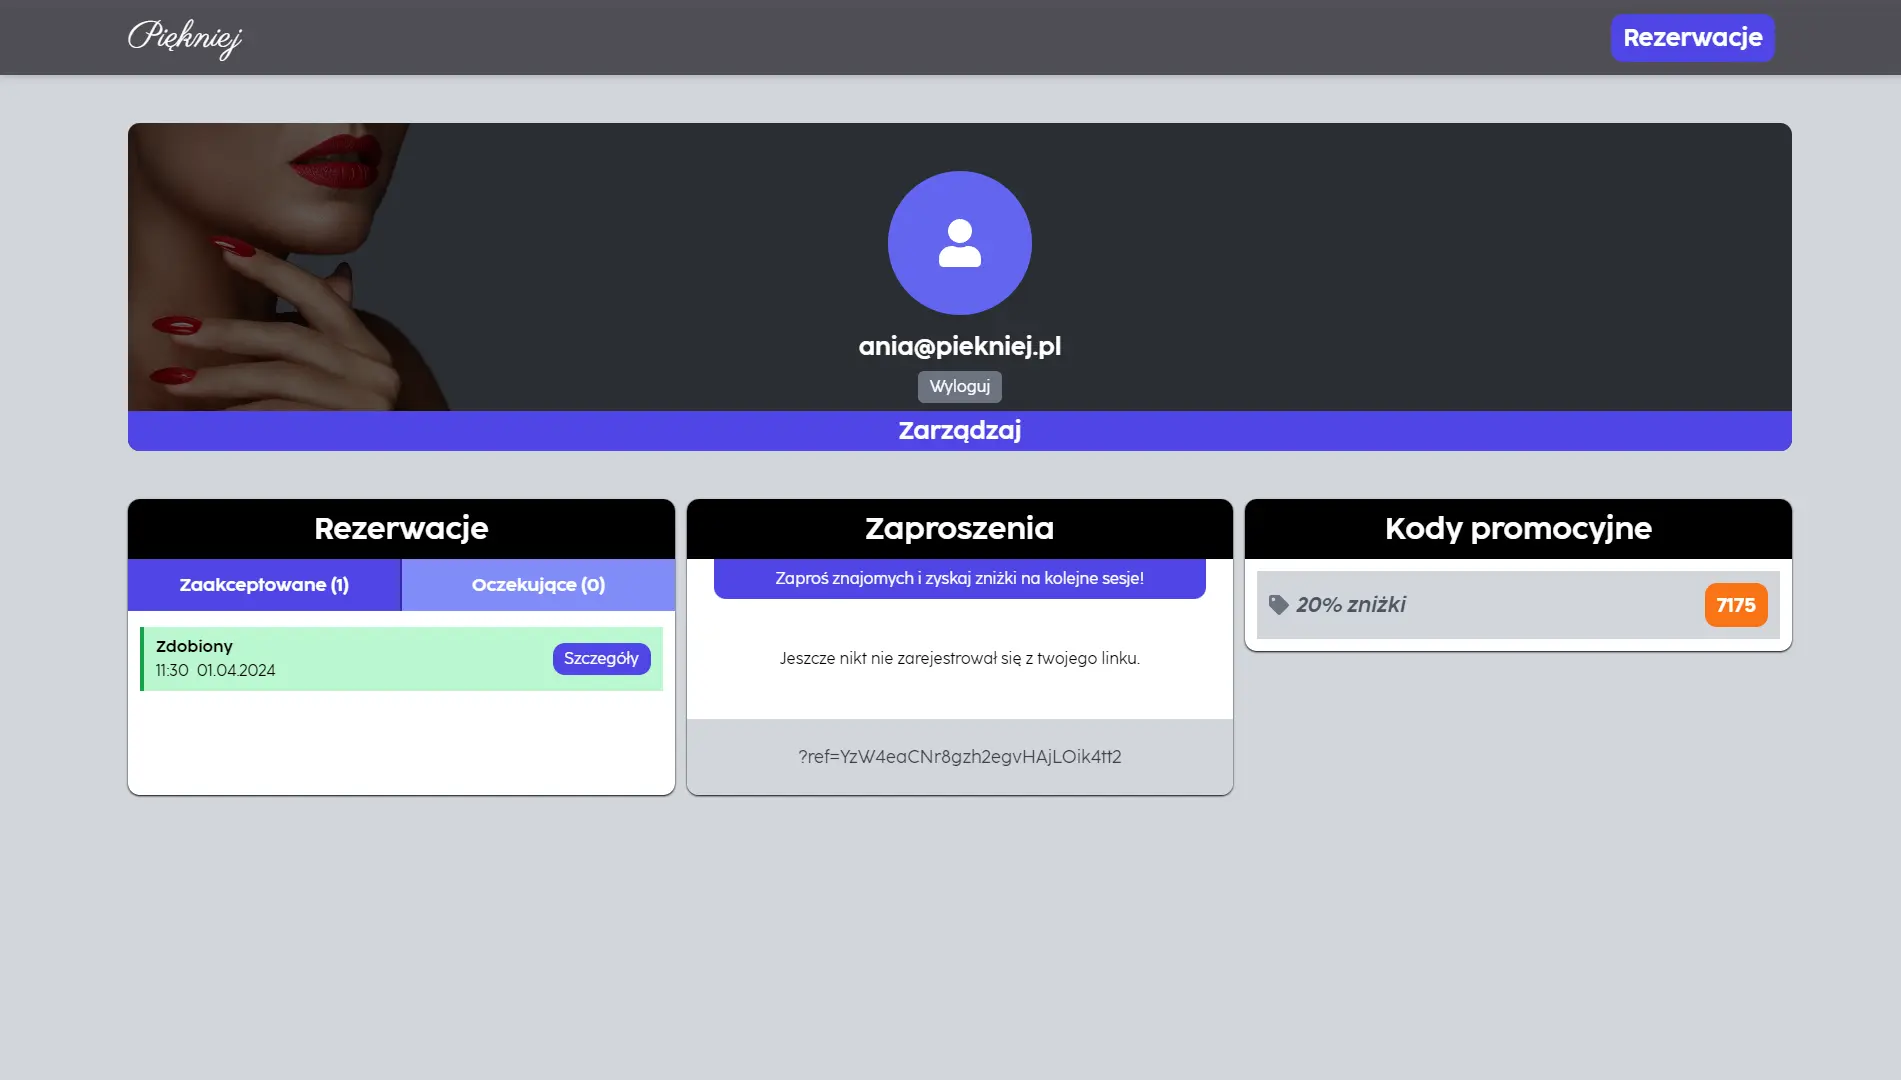 Piękniej
Rezerwacje
ania@piekniej.pl
Wyloguj
Zarządzaj
Rezerwacje
Zaakceptowane (1)
Oczekujące (0)
Zdobiony
11:30 01.04.2024
Szczegóły
Zaproszenia
Zaproś znajomych i zyskaj zniżki na kolejne sesje!
Jeszcze nikt nie zarejestrował się z twojego linku.
?ref=YzW4eaCNr8gzh2egvHAjLOik4tt2
Kody promocyjne
20% zniżki
7175